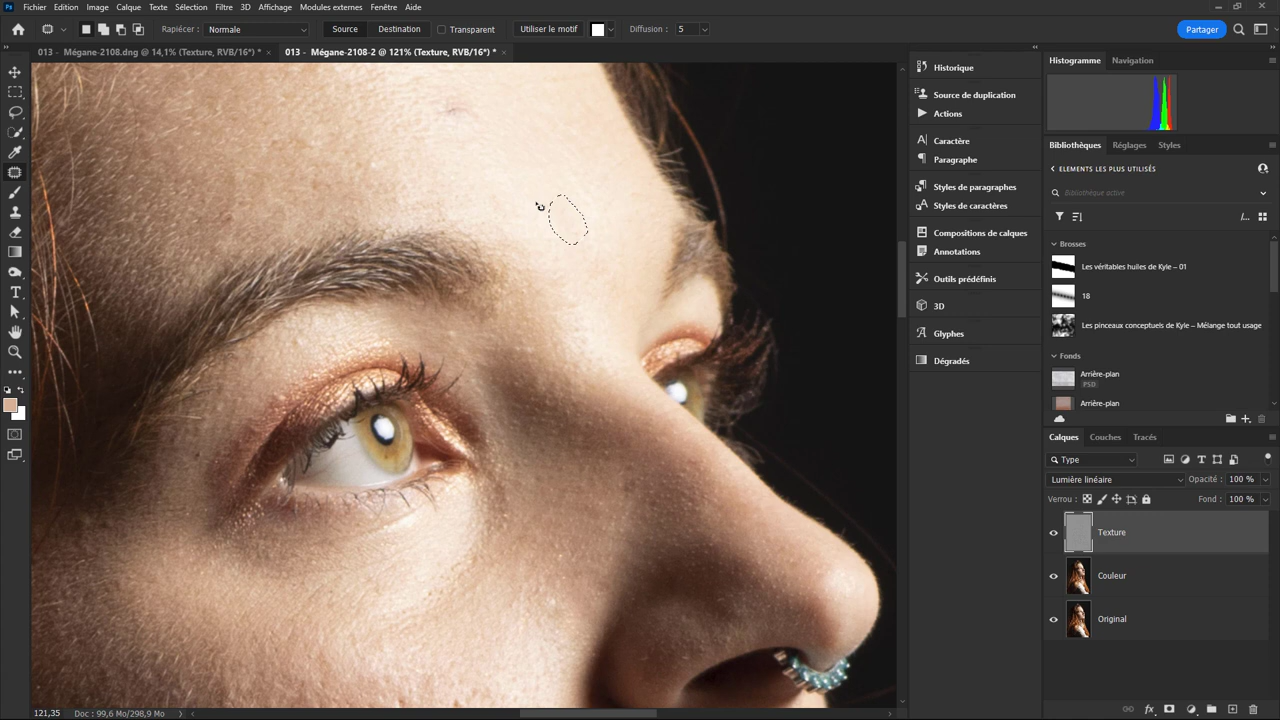 Ps Fichier Edition Image Calque Texte Sélection Filtre 3D Affichage Modules externes Fenêtre Aide
Rapiécer : Normale Source Destination Transparent Utiliser le motif Diffusion : 5 Partager
013 - Mégane-2108.dng @ 14,1% (Texture, RVB/16*) * × 013 - Mégane-2108-2 @ 121% (Texture, RVB/16*) * ×
Historique
Source de duplication
Actions
Caractère
Paragraphe
Styles de paragraphes
Styles de caractères
Compositions de calques
Annotations
Outils prédéfinis
3D
Glyphes
Dégradés
Histogramme Navigation
Bibliothèques Réglages Styles
ELEMENTS LES PLUS UTILISÉS
Bibliothèque active
Brosses
Les véritables huiles de Kyle – 01
18
Les pinceaux conceptuels de Kyle – Mélange tout usage
Fonds
Arrière-plan
PSD
Arrière-plan
Calques Couches Tracés
Type
Lumière linéaire Opacité : 100 %
Verrou : Fond : 100 %
Texture
Couleur
Original
121,35 Doc : 99,6 Mo/298,9 Mo